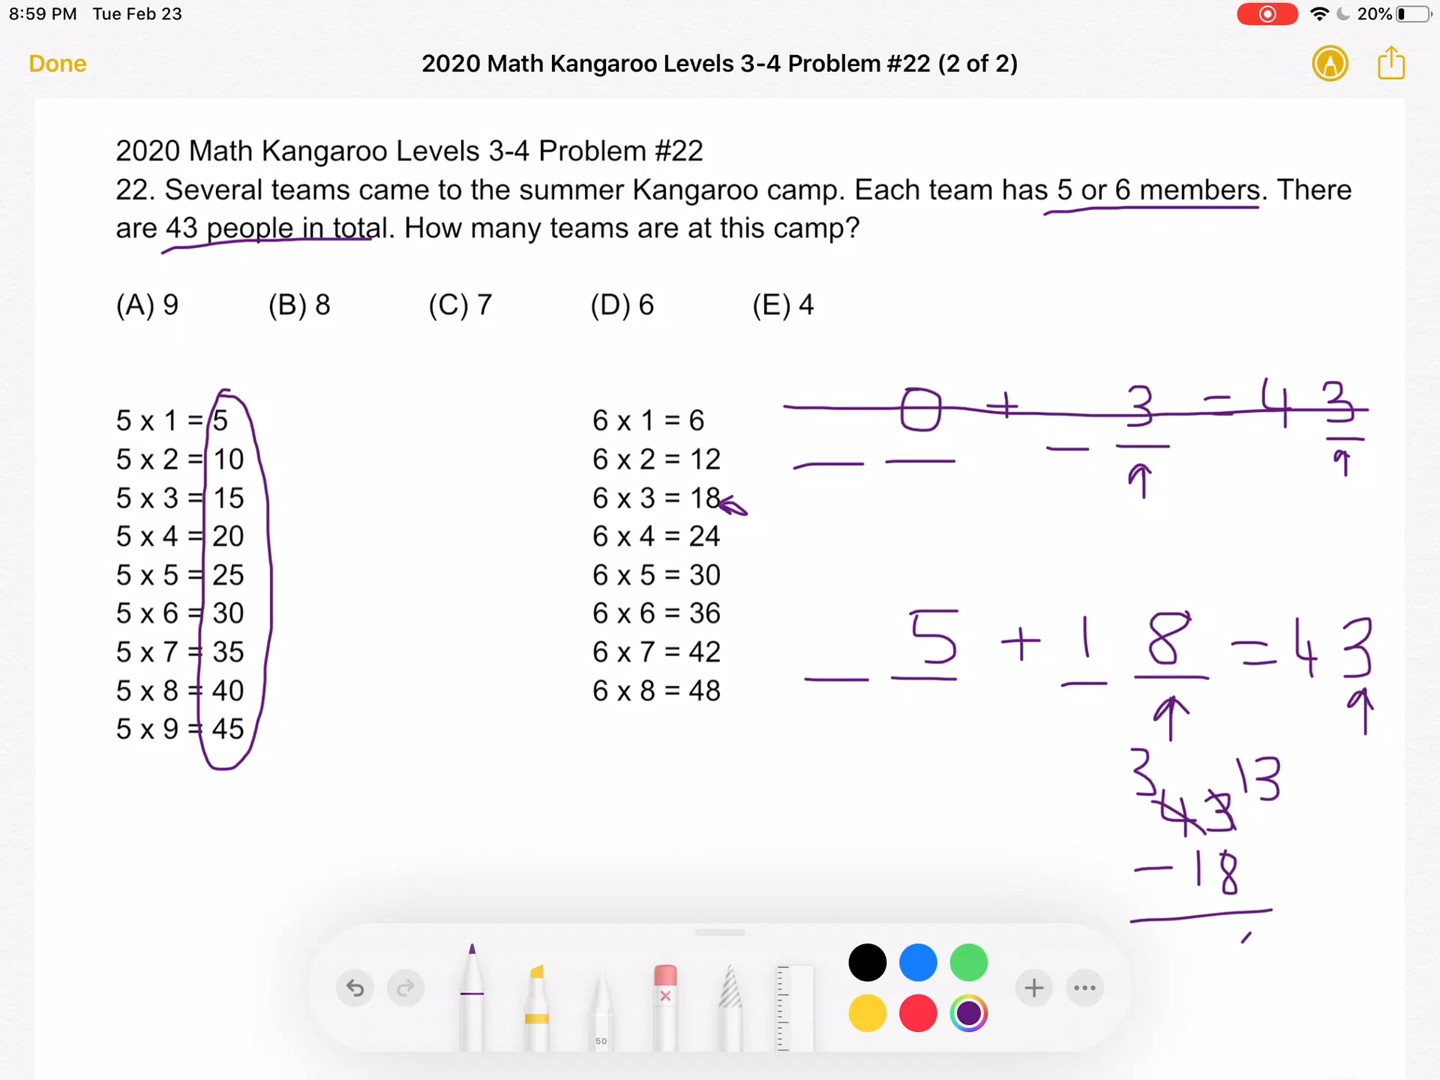 8:59 PM Tue Feb 23
20%
Done
2020 Math Kangaroo Levels 3-4 Problem #22 (2 of 2)
2020 Math Kangaroo Levels 3-4 Problem #22
22. Several teams came to the summer Kangaroo camp. Each team has 5 or 6 members. There
are 43 people in total. How many teams are at this camp?
(A) 9 (B) 8 (C) 7 (D) 6 (E) 4
5 x 1 = 5
5 x 2 = 10
5 x 3 = 15
5 x 4 = 20
5 x 5 = 25
5 x 6 = 30
5 x 7 = 35
5 x 8 = 40
5 x 9 = 45
6 x 1 = 6
6 x 2 = 12
6 x 3 = 18
6 x 4 = 24
6 x 5 = 30
6 x 6 = 36
6 x 7 = 42
6 x 8 = 48
0 + 3 = 43
5 + 18 = 43
3 13
43
- 18
50